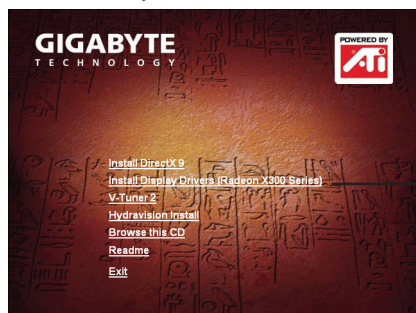 GIGABYTE
TECHNOLOGY
POWERED BY
ATi
Install DirectX 9
Install Display Drivers (Radeon X300 Series)
V-Tuner 2
Hydravision Install
Browse this CD
Readme
Exit